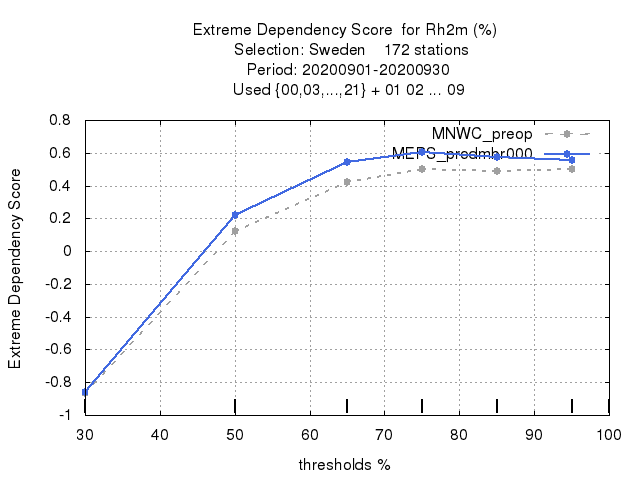 Extreme Dependency Score for Rh2m (%)
Selection: Sweden 172 stations
Period: 20200901-20200930
Used {00,03,...,21} + 01 02 ... 09
MNWC_preop
MEPS_prodmbr000
Extreme Dependency Score
0.8
0.6
0.4
0.2
0
-0.2
-0.4
-0.6
-0.8
-1
30 40 50 60 70 80 90 100
thresholds %